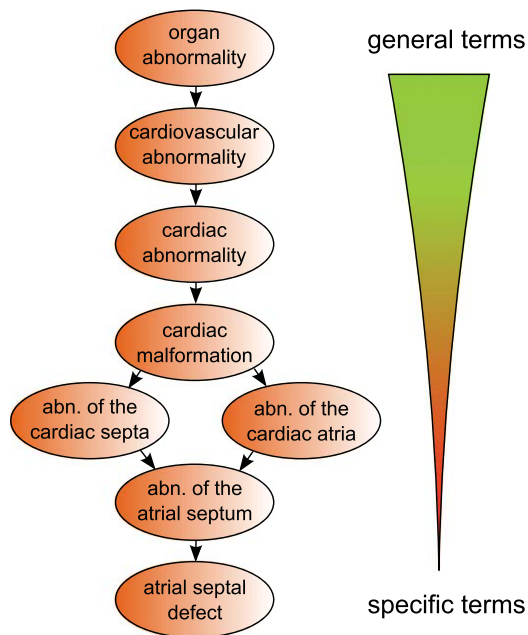 organ
abnormality
general terms
cardiovascular
abnormality
cardiac
abnormality
cardiac
malformation
abn. of the
cardiac septa
abn. of the
cardiac atria
abn. of the
atrial septum
atrial septal
defect
specific terms